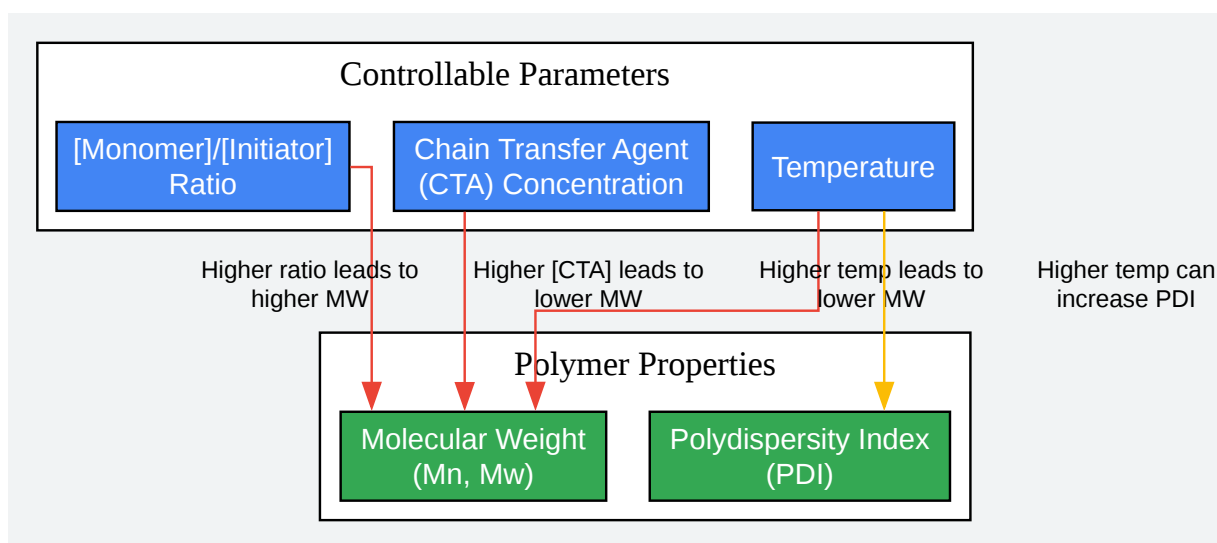 Controllable Parameters
[Monomer]/[Initiator]
Ratio
Chain Transfer Agent
(CTA) Concentration
Temperature
Higher ratio leads to
higher MW
Higher [CTA] leads to
lower MW
Higher temp leads to
lower MW
Higher temp can
increase PDI
Polymer Properties
Molecular Weight
(Mn, Mw)
Polydispersity Index
(PDI)